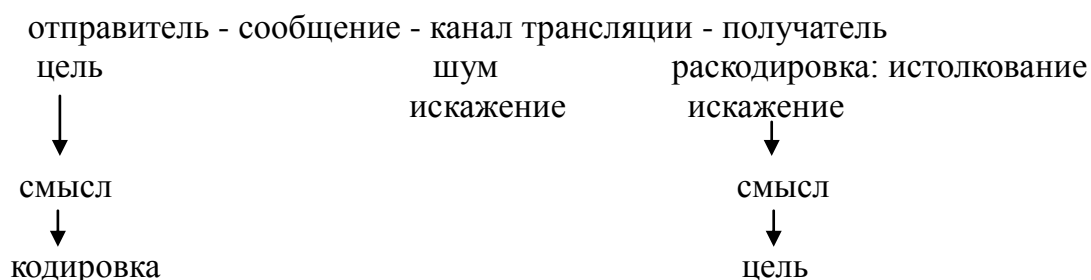 отправитель - сообщение - канал трансляции - получатель
цель шум раскодировка: истолкование
искажение искажение
смысл смысл
кодировка цель